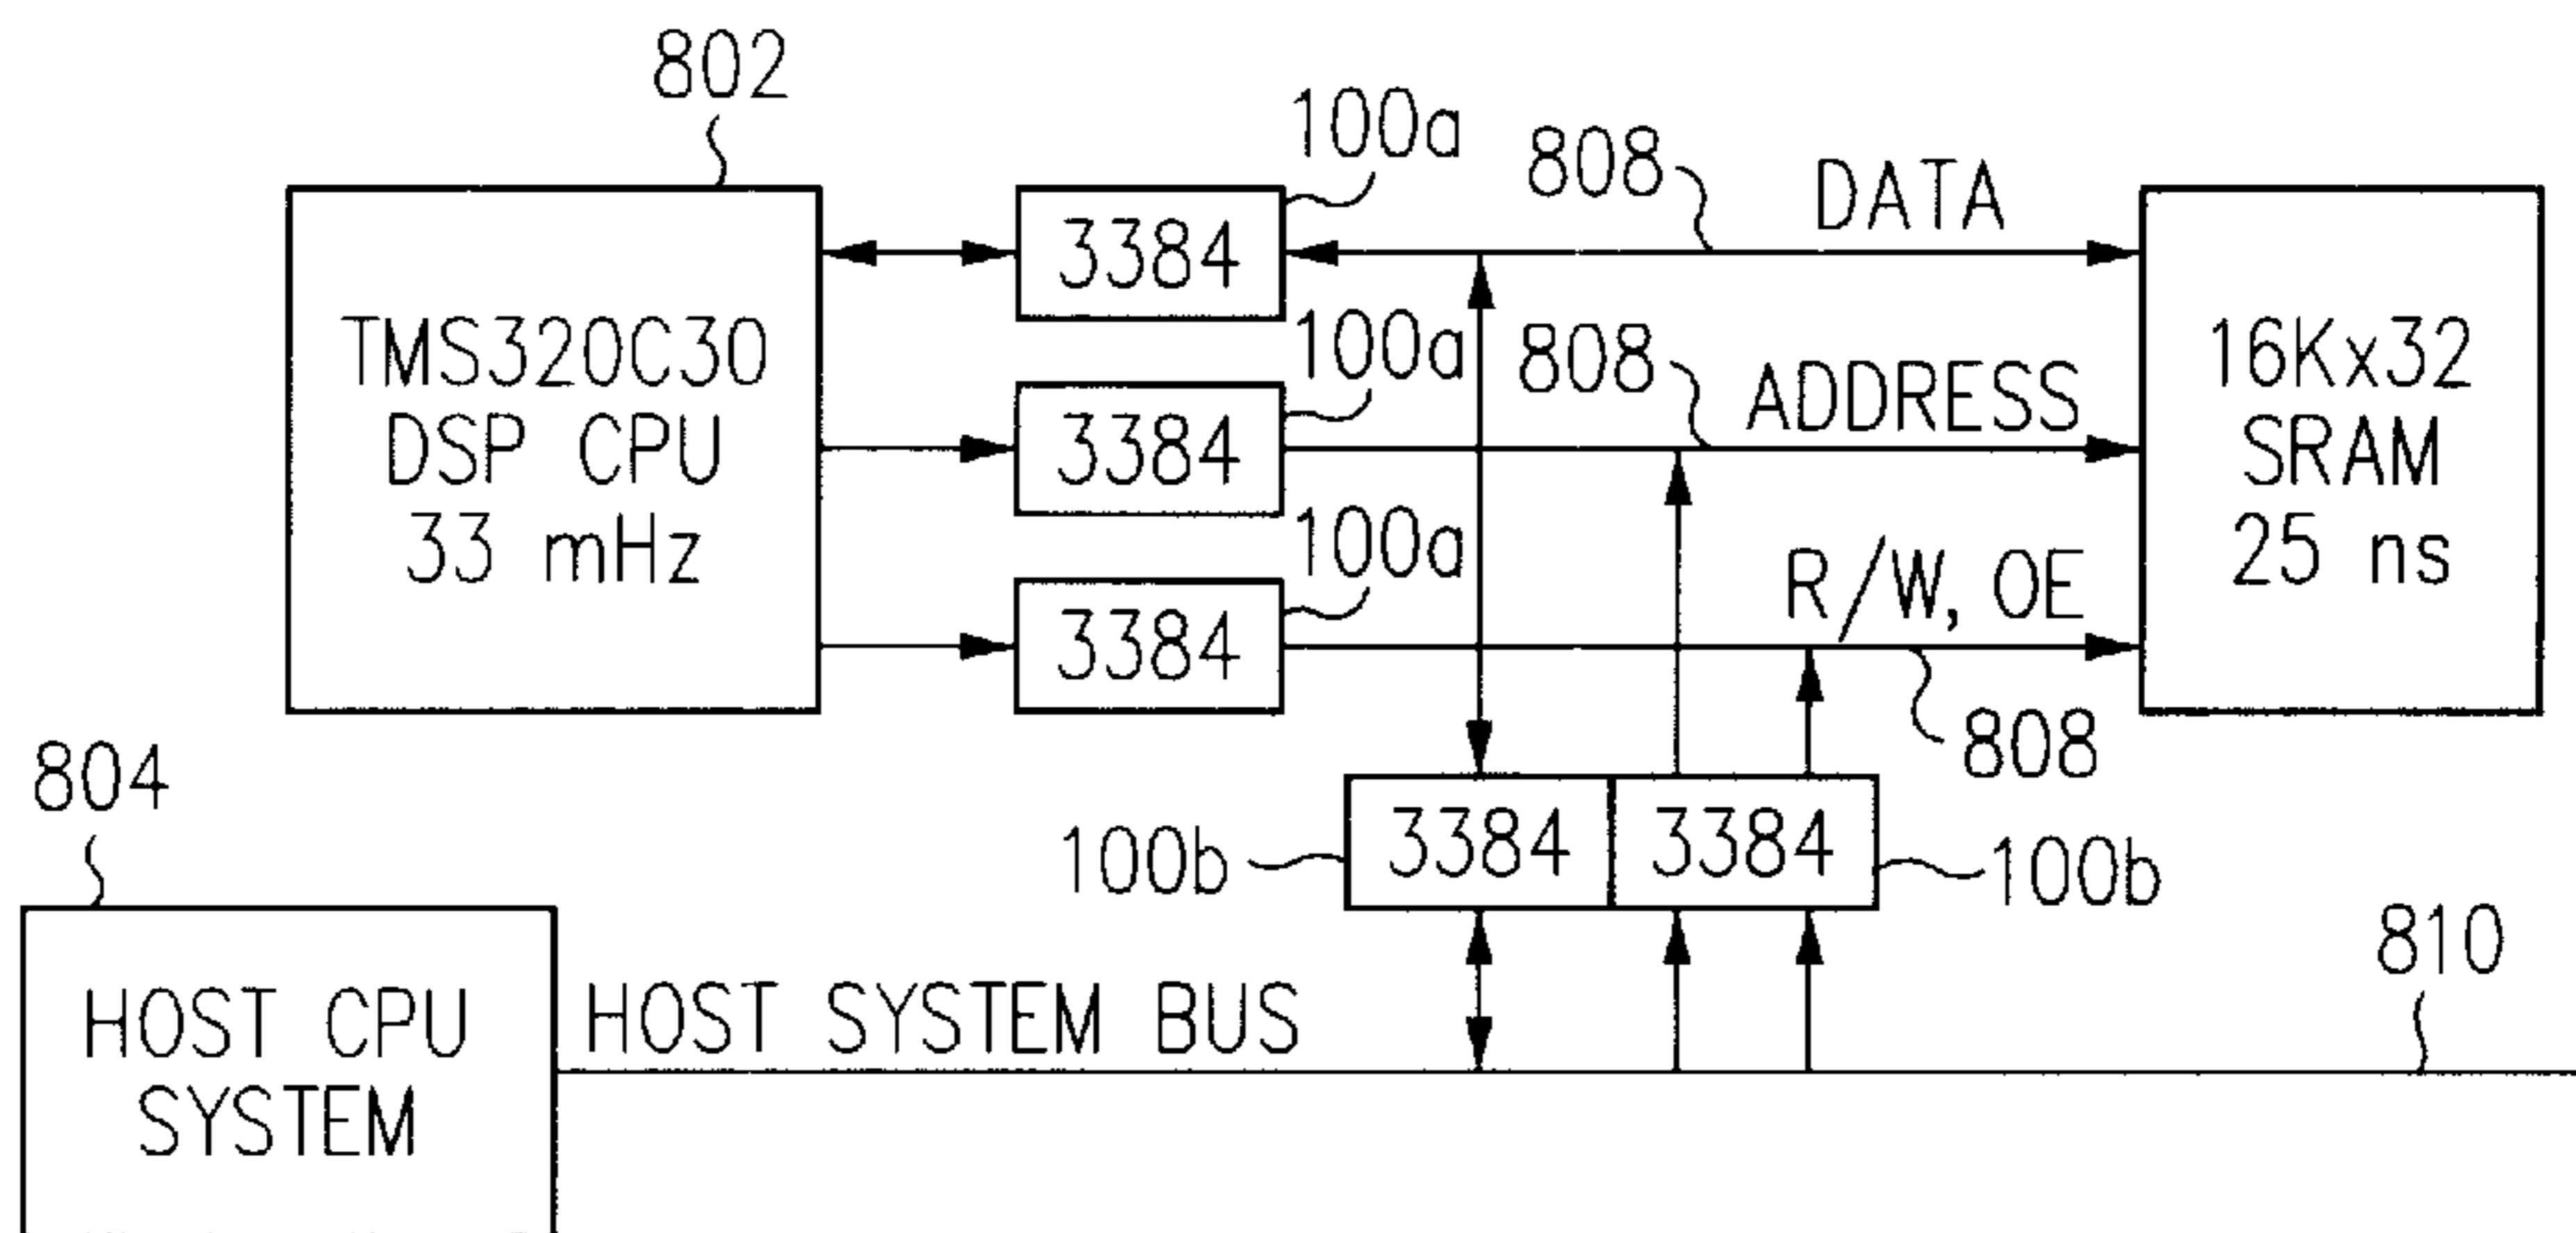 802
100a
808
DATA
3384
TMS320C30
DSP CPU
33 mHz
100a
808
ADDRESS
3384
16Kx32
SRAM
25 ns
100a
R/W, OE
3384
808
804
100b
3384
3384
100b
810
HOST CPU
SYSTEM
HOST SYSTEM BUS